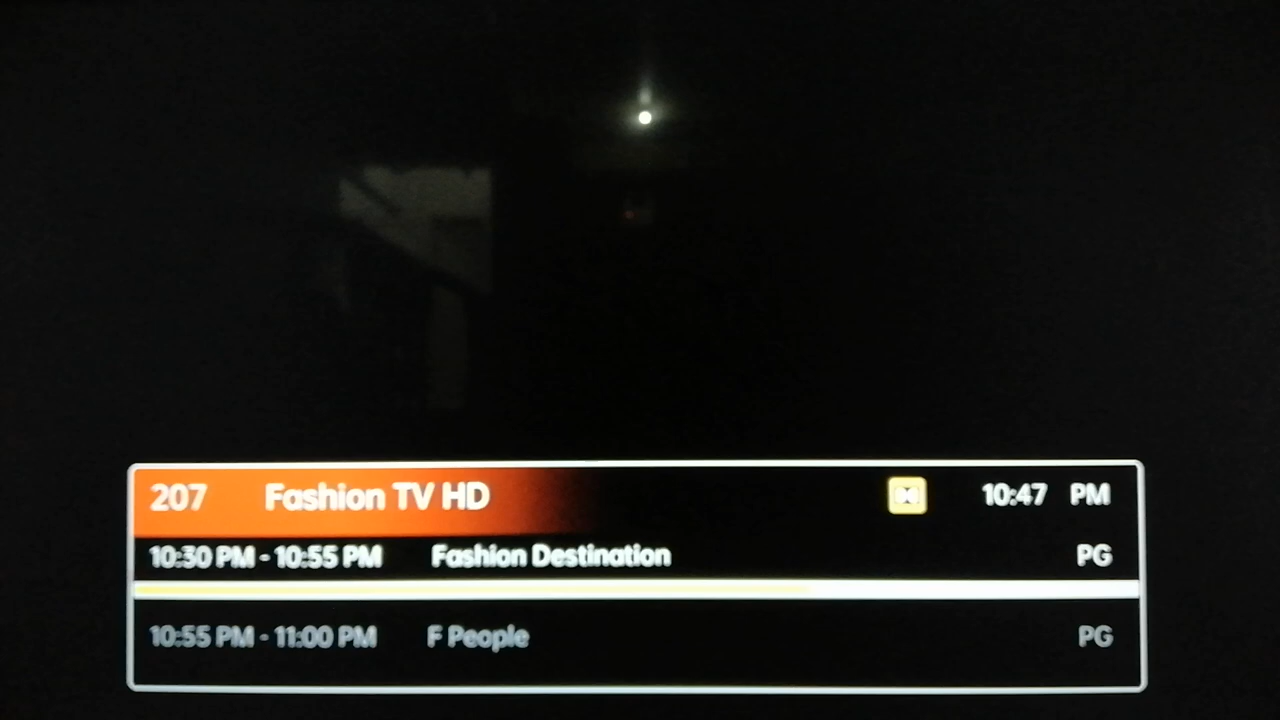 207 Fashion TV HD 10:47 PM
10:30 PM - 10:55 PM Fashion Destination PG
10:55 PM - 11:00 PM F People PG